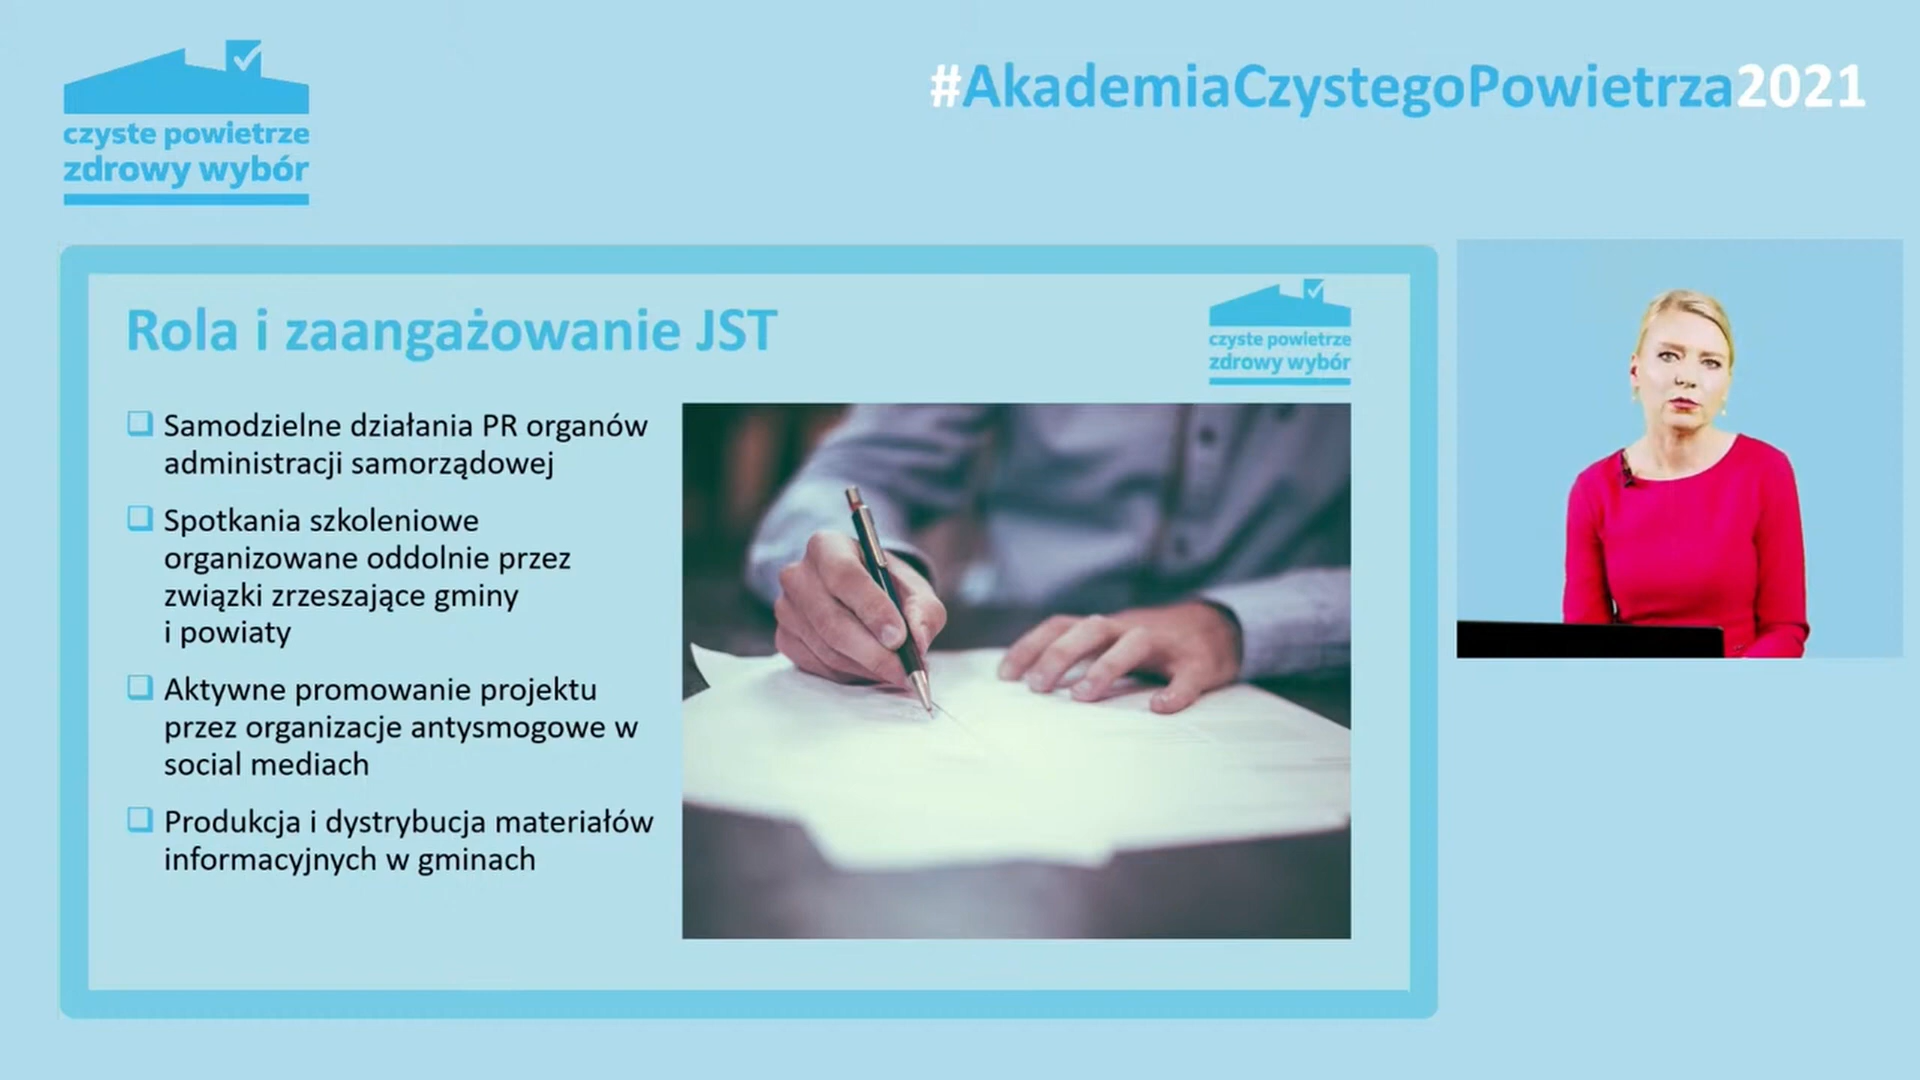 czyste powietrze
zdrowy wybór
#AkademiaCzystegoPowietrza2021
Rola i zaangażowanie JST
czyste powietrze
zdrowy wybór
Samodzielne działania PR organów
administracji samorządowej
Spotkania szkoleniowe
organizowane oddolnie przez
związki zrzeszające gminy
i powiaty
Aktywne promowanie projektu
przez organizacje antysmogowe w
social mediach
Produkcja i dystrybucja materiałów
informacyjnych w gminach